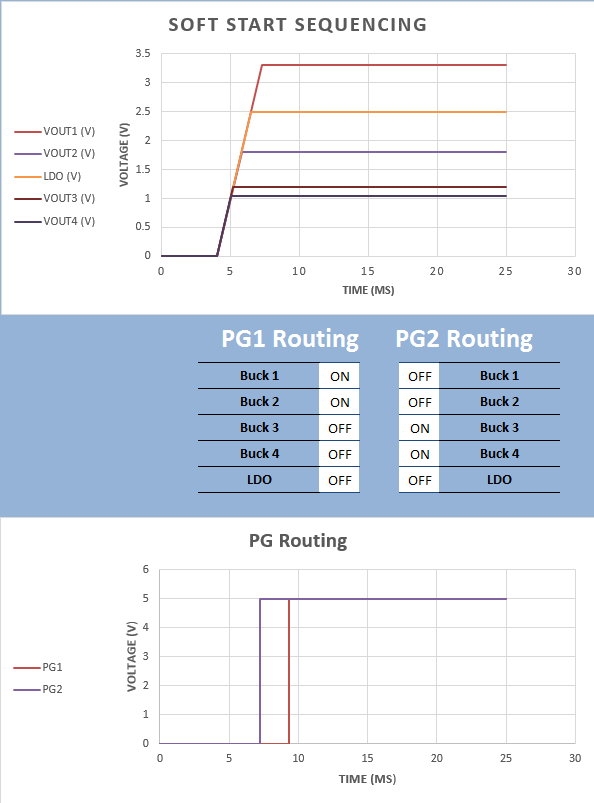 SOFT START SEQUENCING
VOUT1 (V)
VOUT2 (V)
LDO (V)
VOUT3 (V)
VOUT4 (V)
VOLTAGE (V)
3.5
3
2.5
2
1.5
1
0.5
0
0 5 10 15 20 25 30
TIME (MS)
PG1 Routing
Buck 1 ON
Buck 2 ON
Buck 3 OFF
Buck 4 OFF
LDO OFF
PG2 Routing
OFF Buck 1
OFF Buck 2
ON Buck 3
ON Buck 4
OFF LDO
PG Routing
PG1
PG2
VOLTAGE (V)
6
5
4
3
2
1
0
0 5 10 15 20 25 30
TIME (MS)